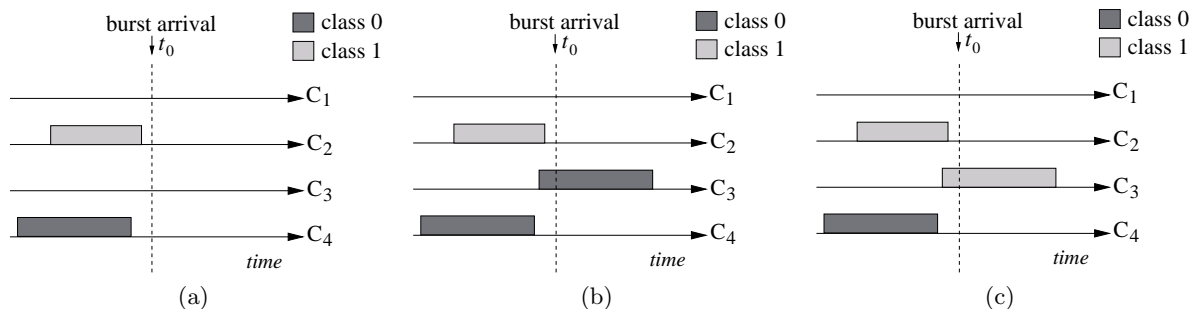 burst arrival
t0
class 0
class 1
C1
C2
C3
C4
time
(a)
burst arrival
t0
class 0
class 1
C1
C2
C3
C4
time
(b)
burst arrival
t0
class 0
class 1
C1
C2
C3
C4
time
(c)